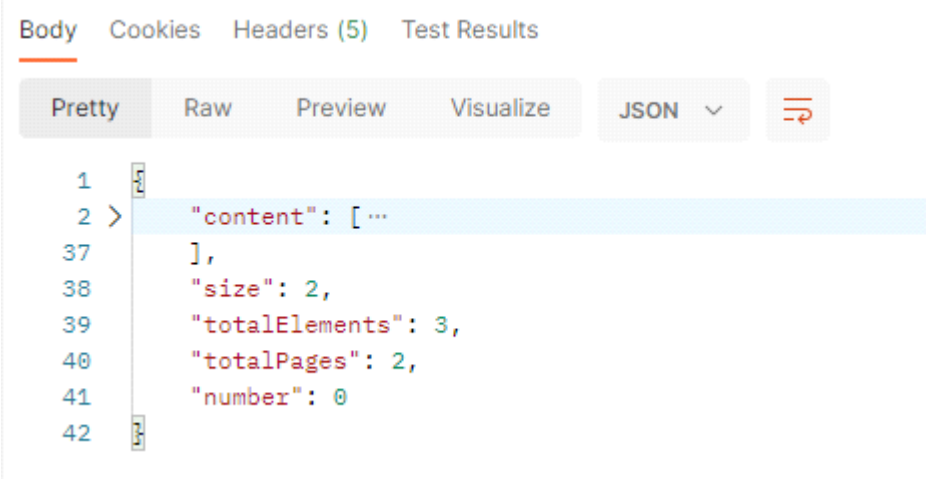 Body Cookies Headers (5) Test Results
Pretty Raw Preview Visualize JSON
1 {
2 > "content": [ ⋯
37 ],
38 "size": 2,
39 "totalElements": 3,
40 "totalPages": 2,
41 "number": 0
42 }